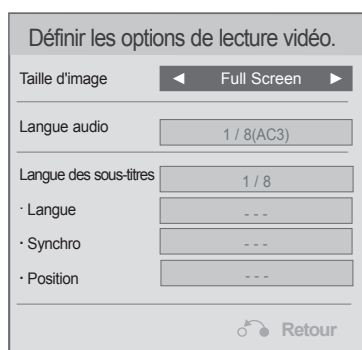 Définir les options de lecture vidéo.
Taille d'image ◄ Full Screen ►
Langue audio 1 / 8(AC3)
Langue des sous-titres 1 / 8
· Langue - - -
· Synchro - - -
· Position - - -
Retour